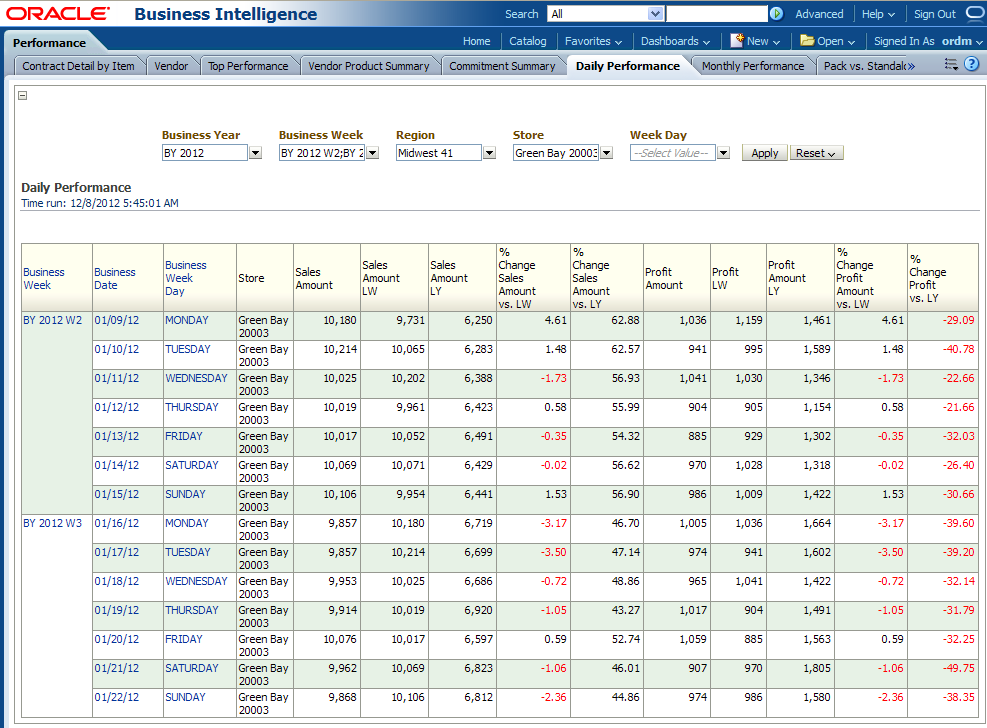 ORACLE® Business Intelligence Search All Advanced Help Sign Out
Performance Home Catalog Favorites Dashboards New Open Signed In As ordm
Contract Detail by Item Vendor Top Performance Vendor Product Summary Commitment Summary Daily Performance Monthly Performance Pack vs. Standal»
Business Year Business Week Region Store Week Day
BY 2012 BY 2012 W2;BY 2 Midwest 41 Green Bay 20003 --Select Value-- Apply Reset
Daily Performance
Time run: 12/8/2012 5:45:01 AM
Business Week Business Date Business Week Day Store Sales Amount Sales Amount LW Sales Amount LY % Change Sales Amount vs. LW % Change Sales Amount vs. LY Profit Amount Profit LW Profit Amount LY % Change Profit Amount vs. LW % Change Profit vs. LY
BY 2012 W2 01/09/12 MONDAY Green Bay 20003 10,180 9,731 6,250 4.61 62.88 1,036 1,159 1,461 4.61 -29.09
01/10/12 TUESDAY Green Bay 20003 10,214 10,065 6,283 1.48 62.57 941 995 1,589 1.48 -40.78
01/11/12 WEDNESDAY Green Bay 20003 10,025 10,202 6,388 -1.73 56.93 1,041 1,030 1,346 -1.73 -22.66
01/12/12 THURSDAY Green Bay 20003 10,019 9,961 6,423 0.58 55.99 904 905 1,154 0.58 -21.66
01/13/12 FRIDAY Green Bay 20003 10,017 10,052 6,491 -0.35 54.32 885 929 1,302 -0.35 -32.03
01/14/12 SATURDAY Green Bay 20003 10,069 10,071 6,429 -0.02 56.62 970 1,028 1,318 -0.02 -26.40
01/15/12 SUNDAY Green Bay 20003 10,106 9,954 6,441 1.53 56.90 986 1,009 1,422 1.53 -30.66
BY 2012 W3 01/16/12 MONDAY Green Bay 20003 9,857 10,180 6,719 -3.17 46.70 1,005 1,036 1,664 -3.17 -39.60
01/17/12 TUESDAY Green Bay 20003 9,857 10,214 6,699 -3.50 47.14 974 941 1,602 -3.50 -39.20
01/18/12 WEDNESDAY Green Bay 20003 9,953 10,025 6,686 -0.72 48.86 965 1,041 1,422 -0.72 -32.14
01/19/12 THURSDAY Green Bay 20003 9,914 10,019 6,920 -1.05 43.27 1,017 904 1,491 -1.05 -31.79
01/20/12 FRIDAY Green Bay 20003 10,076 10,017 6,597 0.59 52.74 1,059 885 1,563 0.59 -32.25
01/21/12 SATURDAY Green Bay 20003 9,962 10,069 6,823 -1.06 46.01 907 970 1,805 -1.06 -49.75
01/22/12 SUNDAY Green Bay 20003 9,868 10,106 6,812 -2.36 44.86 974 986 1,580 -2.36 -38.35